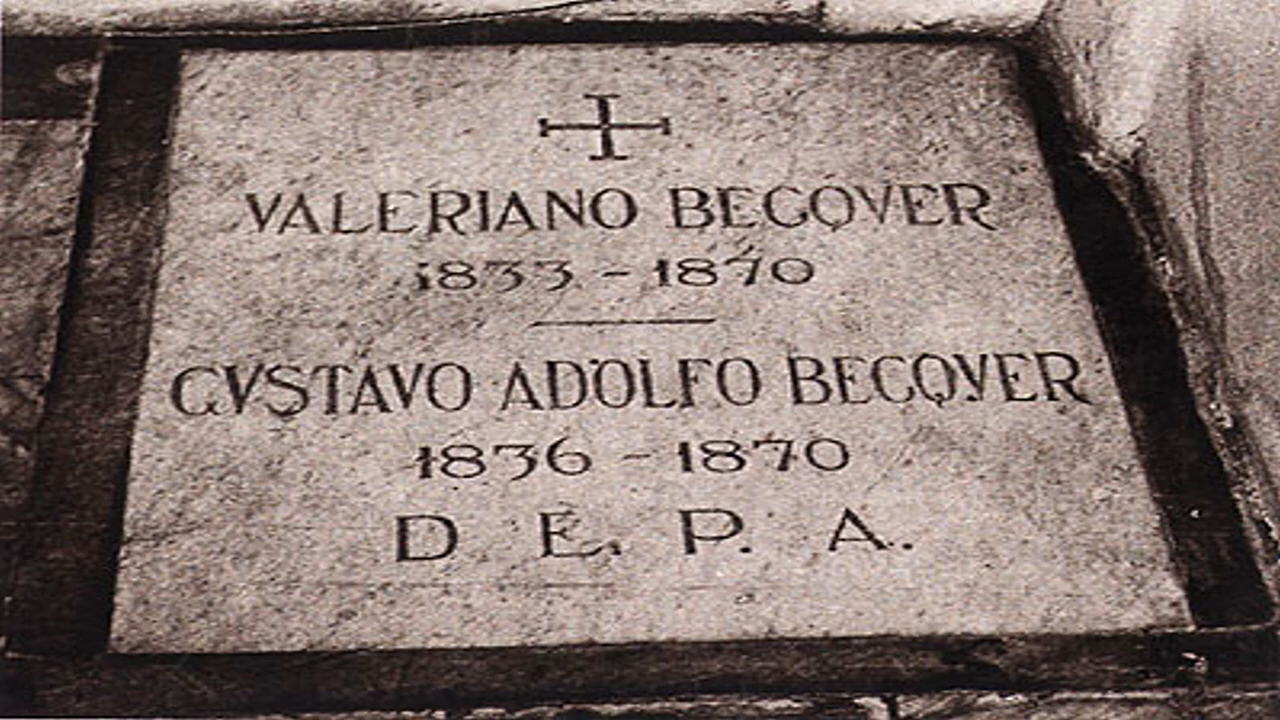 VALERIANO BECQVER
1833 - 1870
GVSTAVO ADOLFO BECQVER
1836 - 1870
D E. P. A.